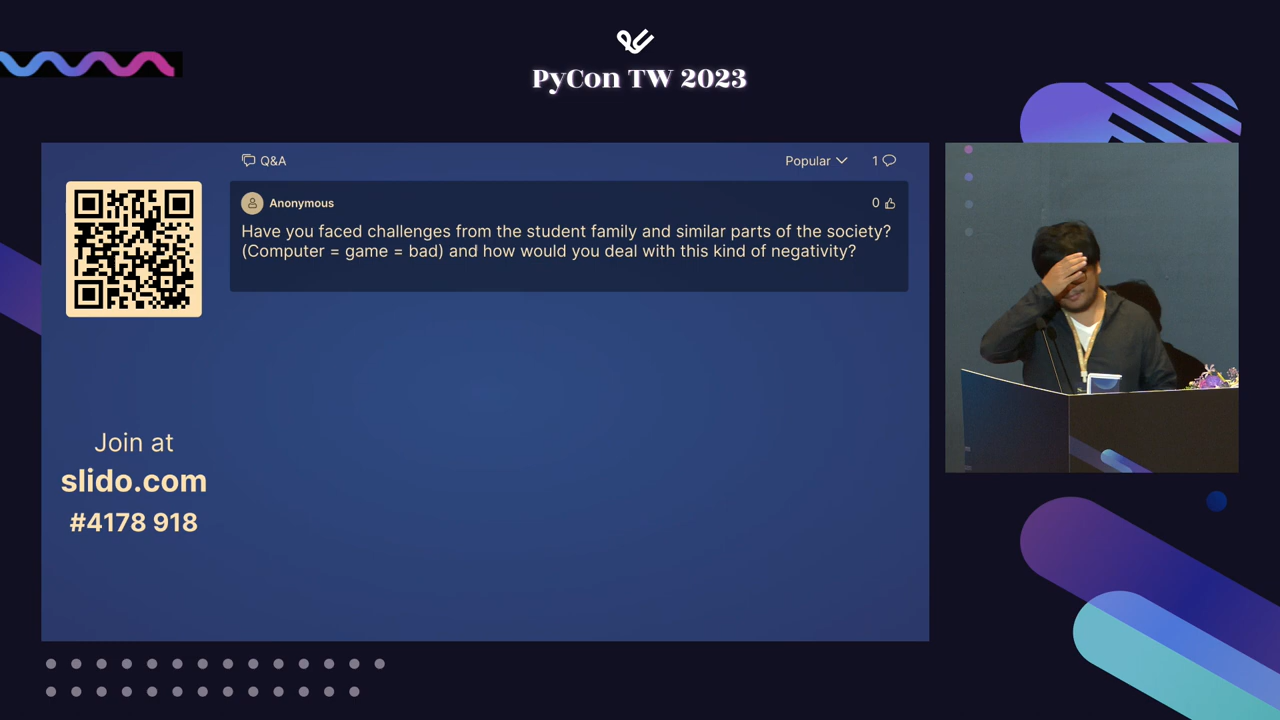 PyCon TW 2023
Q&A
Popular
1
Anonymous
0
Have you faced challenges from the student family and similar parts of the society?
(Computer = game = bad) and how would you deal with this kind of negativity?
Join at
slido.com
#4178 918